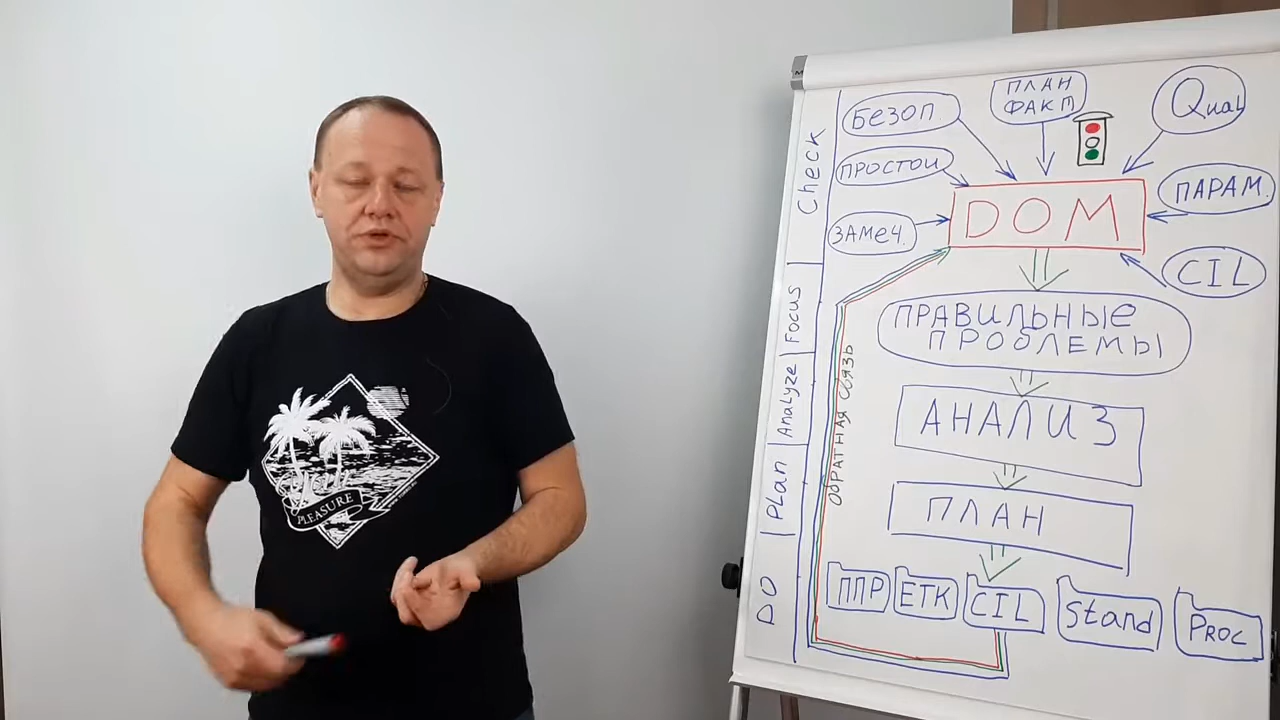 Check
Focus
Analyze
Plan
DO
БЕЗОП.
ПЛАН
ФАКТ
Qual
ПРОСТОИ
ПАРАМ.
ЗАМЕЧ.
DOM
CIL
ПРАВИЛЬНЫЕ
ПРОБЛЕМЫ
ОБРАТНАЯ СВЯЗЬ
АНАЛИЗ
ПЛАН
ППР
ЕТК
CIL
Stand
PROC
PLEASURE